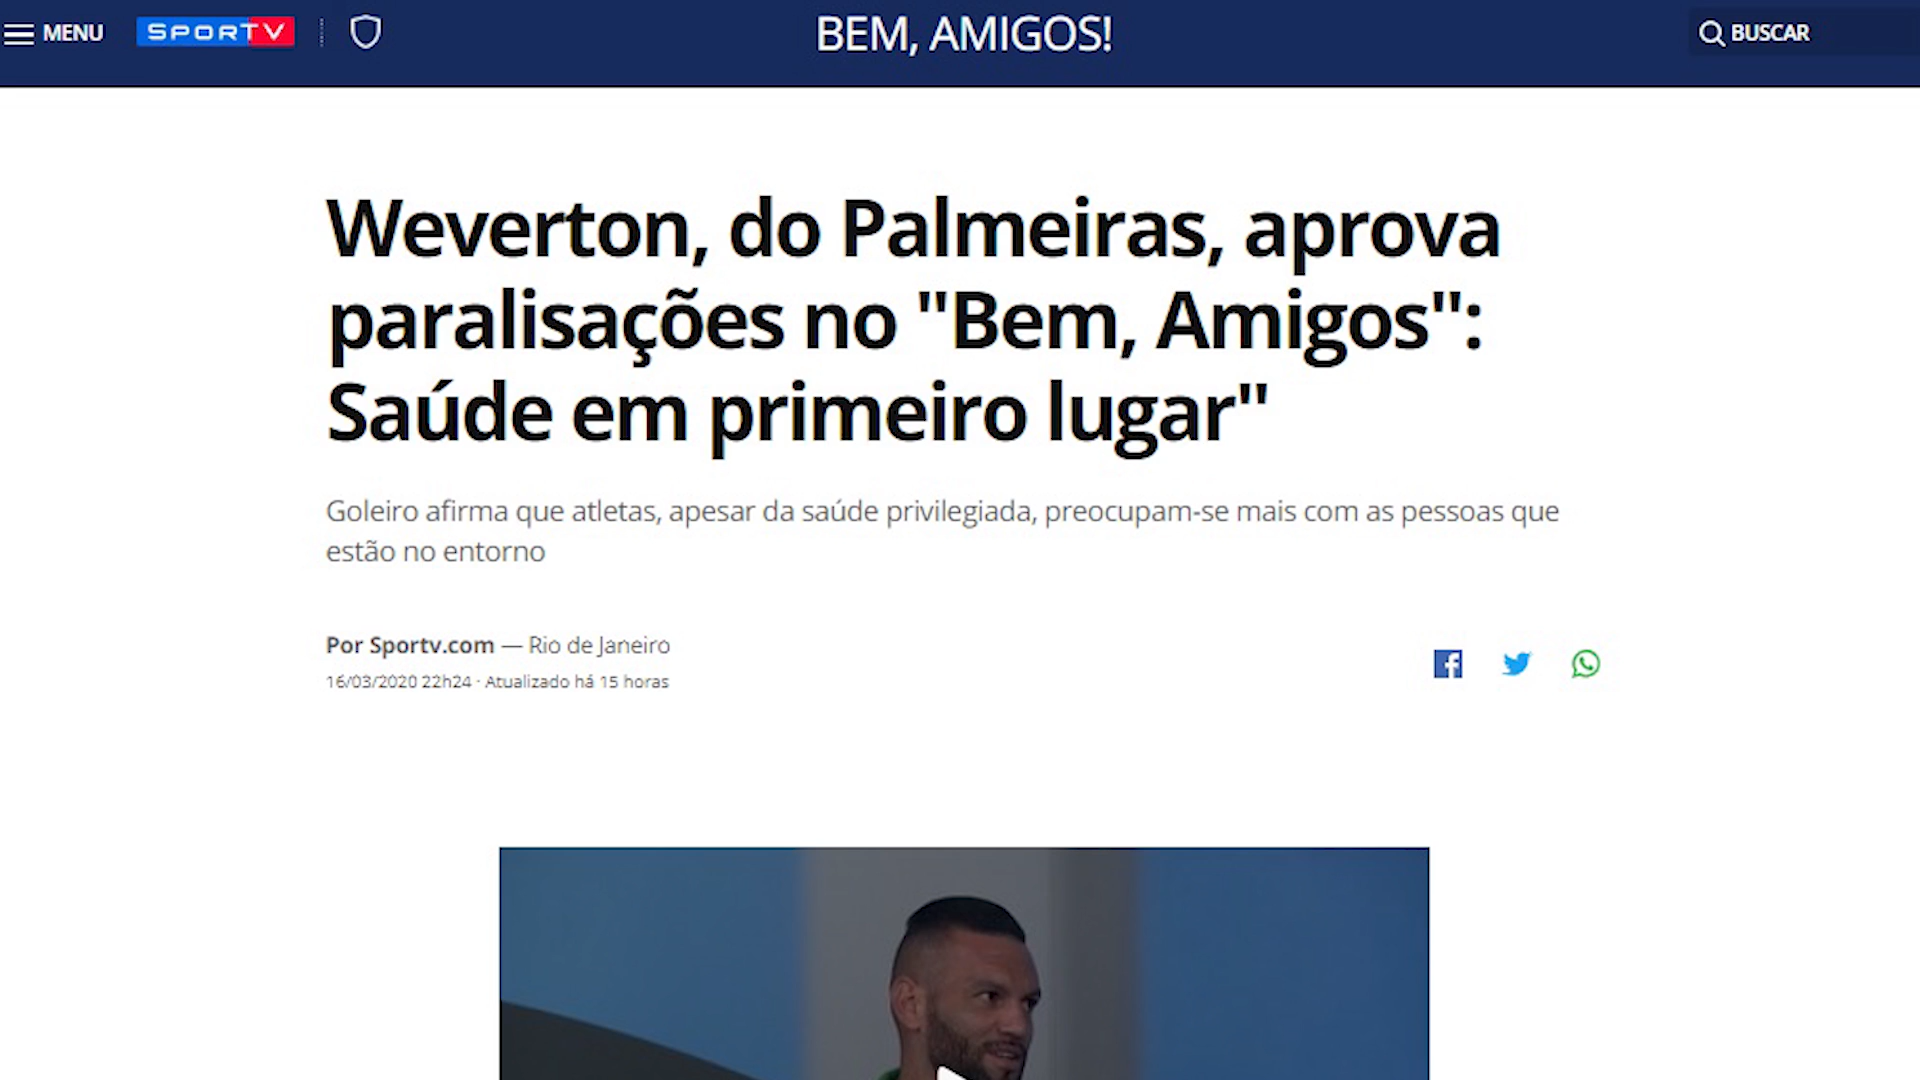 MENU
SPORTV
BEM, AMIGOS!
BUSCAR
Weverton, do Palmeiras, aprova
paralisações no "Bem, Amigos":
Saúde em primeiro lugar"
Goleiro afirma que atletas, apesar da saúde privilegiada, preocupam-se mais com as pessoas que
estão no entorno
Por Sportv.com — Rio de Janeiro
16/03/2020 22h24 · Atualizado há 15 horas